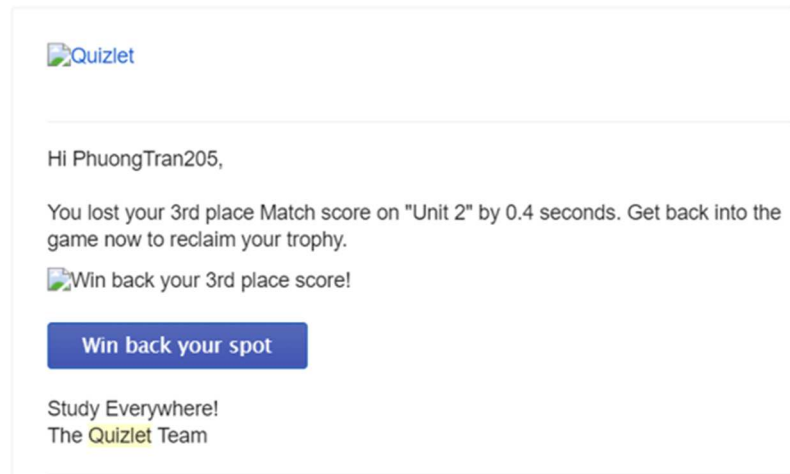 Quizlet
Hi PhuongTran205,
You lost your 3rd place Match score on "Unit 2" by 0.4 seconds. Get back into the
game now to reclaim your trophy.
Win back your 3rd place score!
Win back your spot
Study Everywhere!
The Quizlet Team